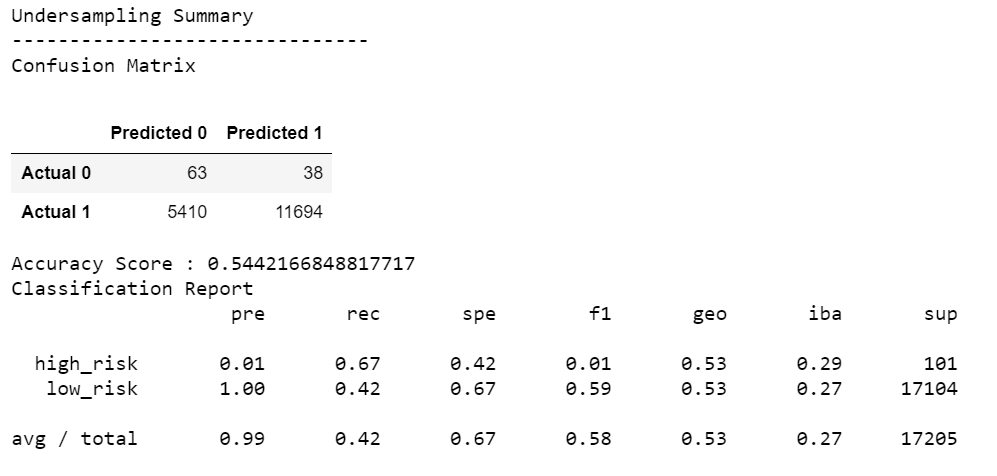 Undersampling Summary
-------------------------------
Confusion Matrix
Predicted 0 Predicted 1
Actual 0 63 38
Actual 1 5410 11694
Accuracy Score : 0.5442166848817717
Classification Report
pre rec spe f1 geo iba sup
high_risk 0.01 0.67 0.42 0.01 0.53 0.29 101
low_risk 1.00 0.42 0.67 0.59 0.53 0.27 17104
avg / total 0.99 0.42 0.67 0.58 0.53 0.27 17205